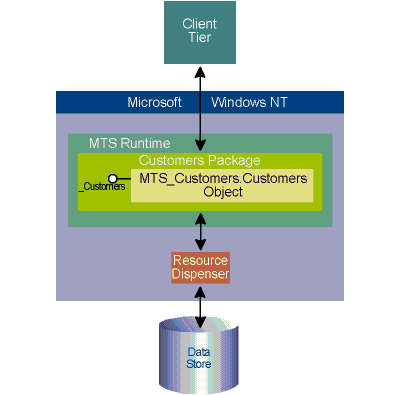 Client
Tier
Microsoft Windows NT
MTS Runtime
Customers Package
_Customers
MTS_Customers.Customers
Object
Resource
Dispenser
Data
Store